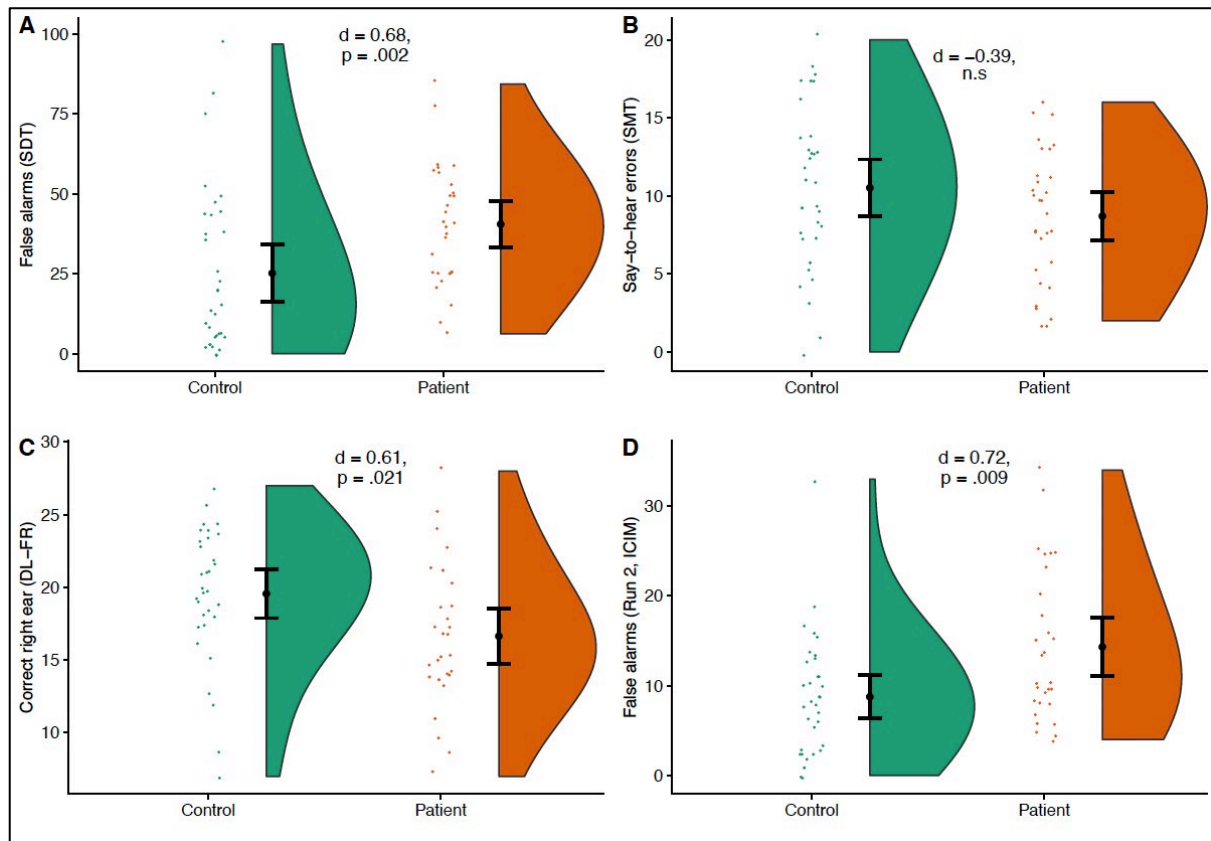 A
False alarms (SDT)
100
75
50
25
0
d = 0.68,
p = .002
Control
Patient
B
Say−to−hear errors (SMT)
20
15
10
5
0
d = −0.39,
n.s
Control
Patient
C
Correct right ear (DL−FR)
30
25
20
15
10
d = 0.61,
p = .021
Control
Patient
D
False alarms (Run 2, ICIM)
30
20
10
0
d = 0.72,
p = .009
Control
Patient